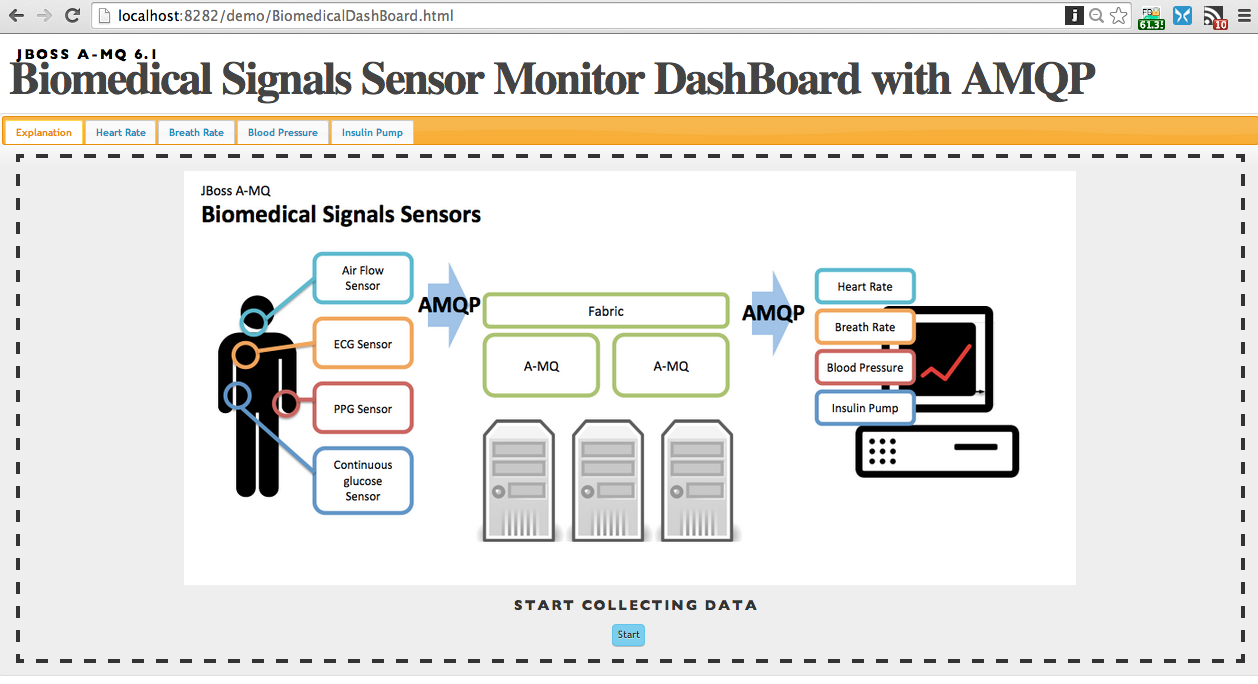 localhost:8282/demo/BiomedicalDashBoard.html
61.3!
10
JBOSS A-MQ 6.1
Biomedical Signals Sensor Monitor DashBoard with AMQP
Explanation
Heart Rate
Breath Rate
Blood Pressure
Insulin Pump
JBoss A-MQ
Biomedical Signals Sensors
Air Flow
Sensor
ECG Sensor
PPG Sensor
Continuous
glucose
Sensor
AMQP
Fabric
A-MQ
A-MQ
AMQP
Heart Rate
Breath Rate
Blood Pressure
Insulin Pump
START COLLECTING DATA
Start